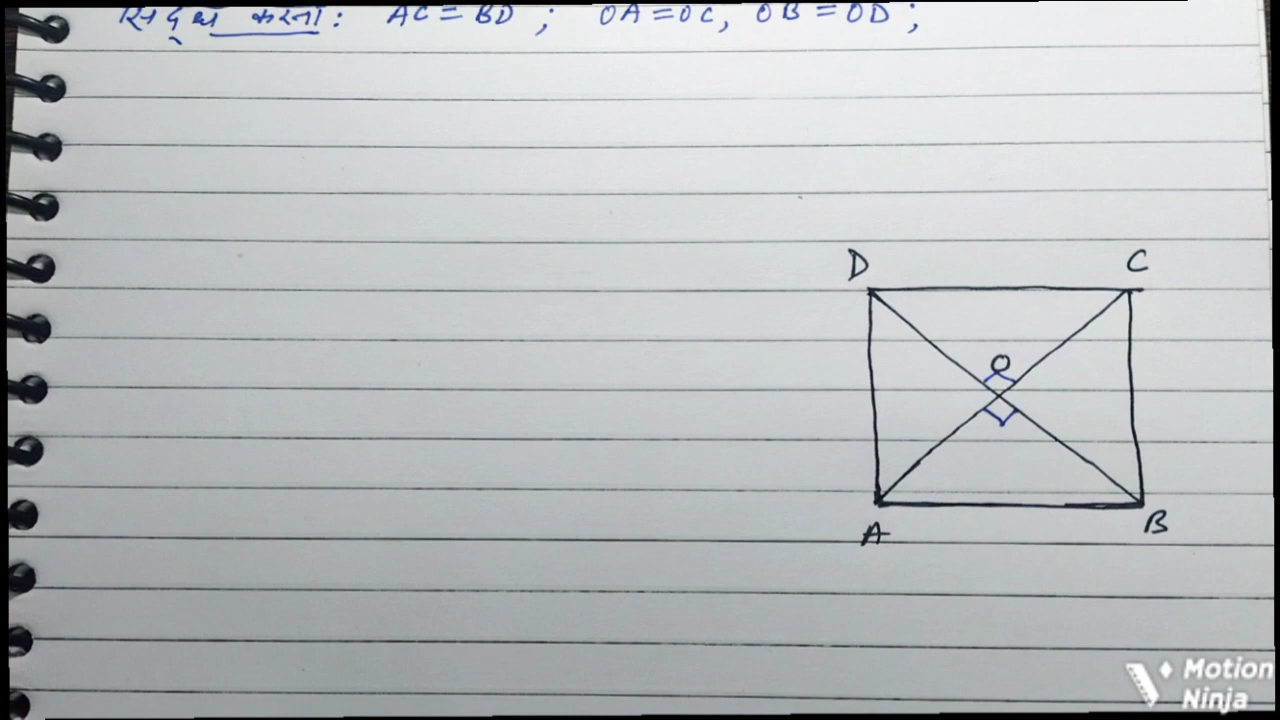 सिद्ध करना: AC = BD ; OA = OC, OB = OD ;
D C
O
A B
Motion
Ninja